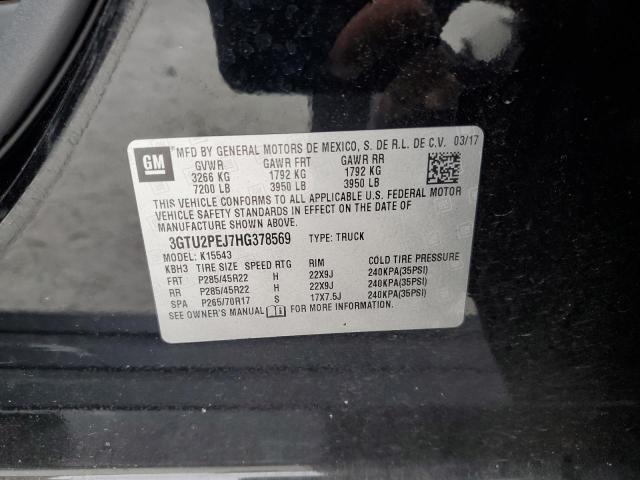 GM
MFD BY GENERAL MOTORS DE MEXICO, S. DE R.L. DE C.V. 03/17
GVWR GAWR FRT GAWR RR
3266 KG 1792 KG 1792 KG
7200 LB 3950 LB 3950 LB
THIS VEHICLE CONFORMS TO ALL APPLICABLE U.S. FEDERAL MOTOR
VEHICLE SAFETY STANDARDS IN EFFECT ON THE DATE OF
MANUFACTURE SHOWN ABOVE.
3GTU2PEJ7HG378569 TYPE: TRUCK
MODEL: K15543
KBH3 TIRE SIZE SPEED RTG RIM COLD TIRE PRESSURE
FRT P285/45R22 H 22X9J 240KPA(35PSI)
RR P285/45R22 H 22X9J 240KPA(35PSI)
SPA P265/70R17 S 17X7.5J 240KPA(35PSI)
SEE OWNER'S MANUAL FOR MORE INFORMATION.